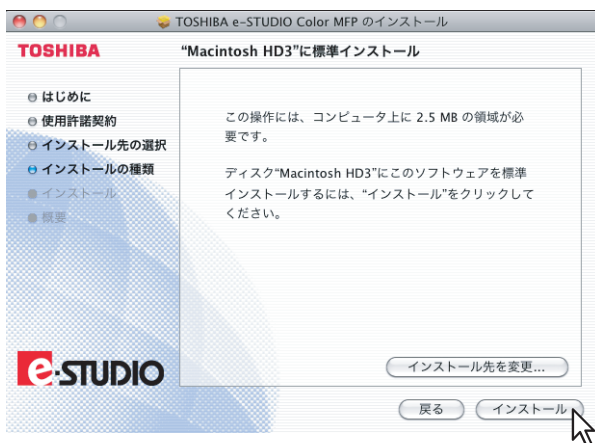 TOSHIBA e-STUDIO Color MFP のインストール
TOSHIBA
“Macintosh HD3”に標準インストール
はじめに
使用許諾契約
インストール先の選択
インストールの種類
インストール
概要
この操作には、コンピュータ上に 2.5 MB の領域が必
要です。
ディスク“Macintosh HD3”にこのソフトウェアを標準
インストールするには、“インストール”をクリックして
ください。
e-STUDIO
インストール先を変更...
戻る
インストール